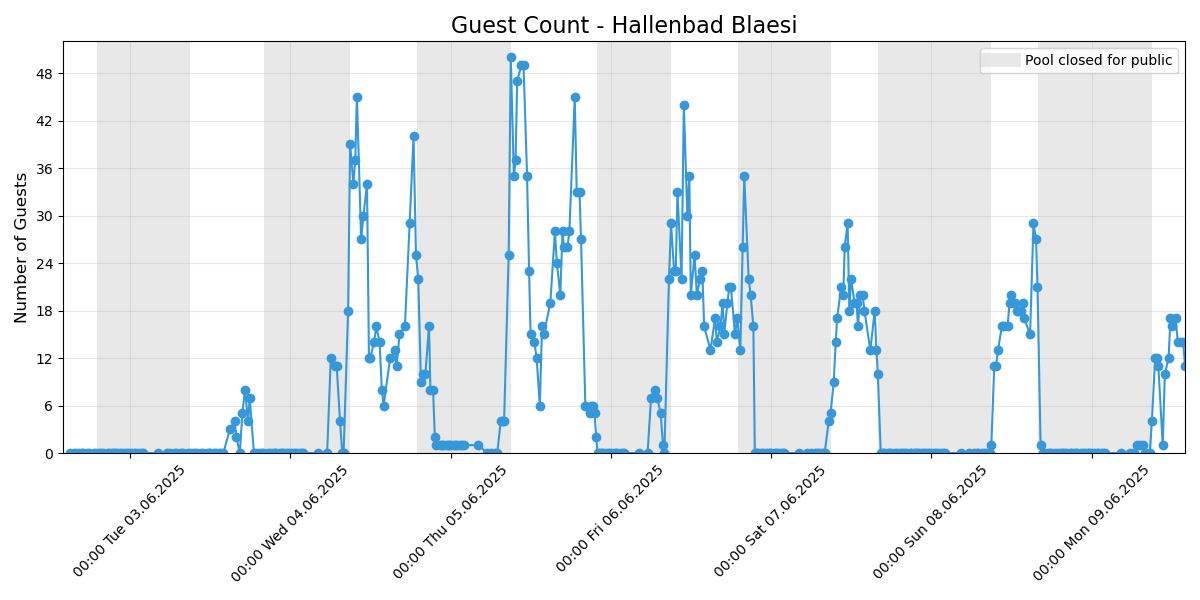 Guest Count - Hallenbad Blaesi
Pool closed for public
Number of Guests
48
42
36
30
24
18
12
6
0
00:00 Tue 03.06.2025
00:00 Wed 04.06.2025
00:00 Thu 05.06.2025
00:00 Fri 06.06.2025
00:00 Sat 07.06.2025
00:00 Sun 08.06.2025
00:00 Mon 09.06.2025